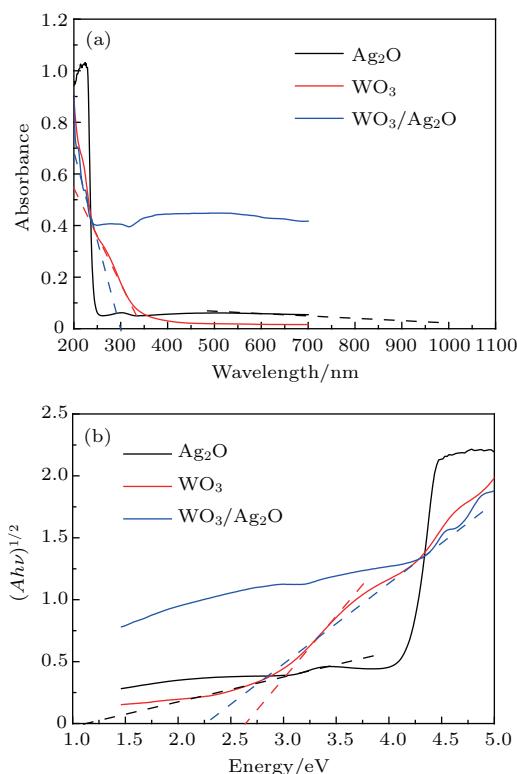 (a)
Ag₂O
WO₃
WO₃/Ag₂O
1.2
1.0
0.8
0.6
0.4
0.2
0
Absorbance
200 300 400 500 600 700 800 900 1000 1100
Wavelength/nm
(b)
Ag₂O
WO₃
WO₃/Ag₂O
2.5
2.0
1.5
1.0
0.5
0
(Ahν)^{1/2}
1.0 1.5 2.0 2.5 3.0 3.5 4.0 4.5 5.0
Energy/eV